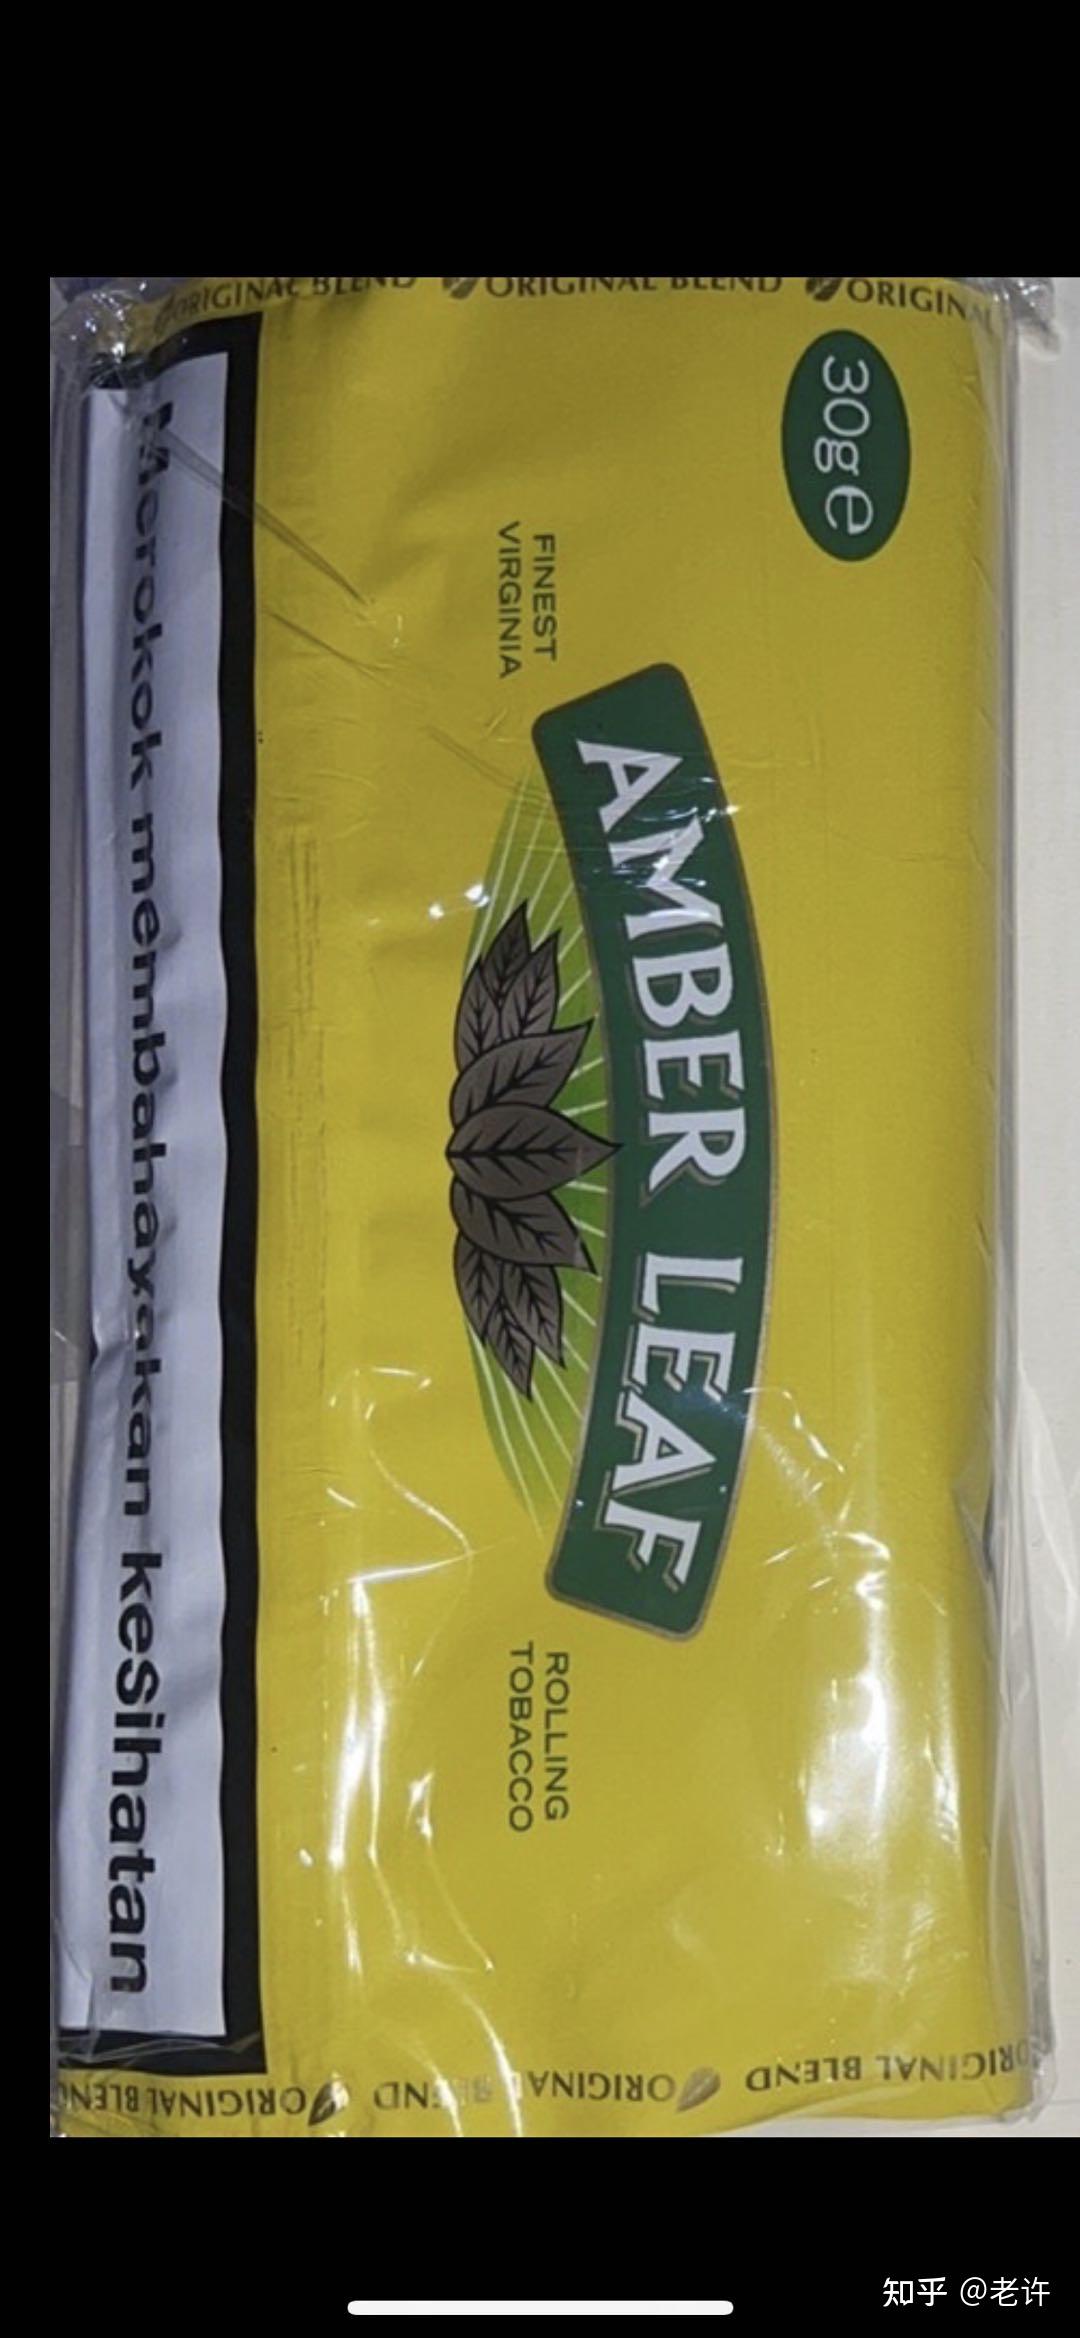 ORIGINAL BLEND ORIGINAL BLEND ORIGINAL
30g e
AMBER LEAF
FINEST
VIRGINIA
ROLLING
TOBACCO
Merokok membahayakan kesihatan
ORIGINAL BLEND ORIGINAL BLEND ORIGINAL BLEND
知乎 @老许